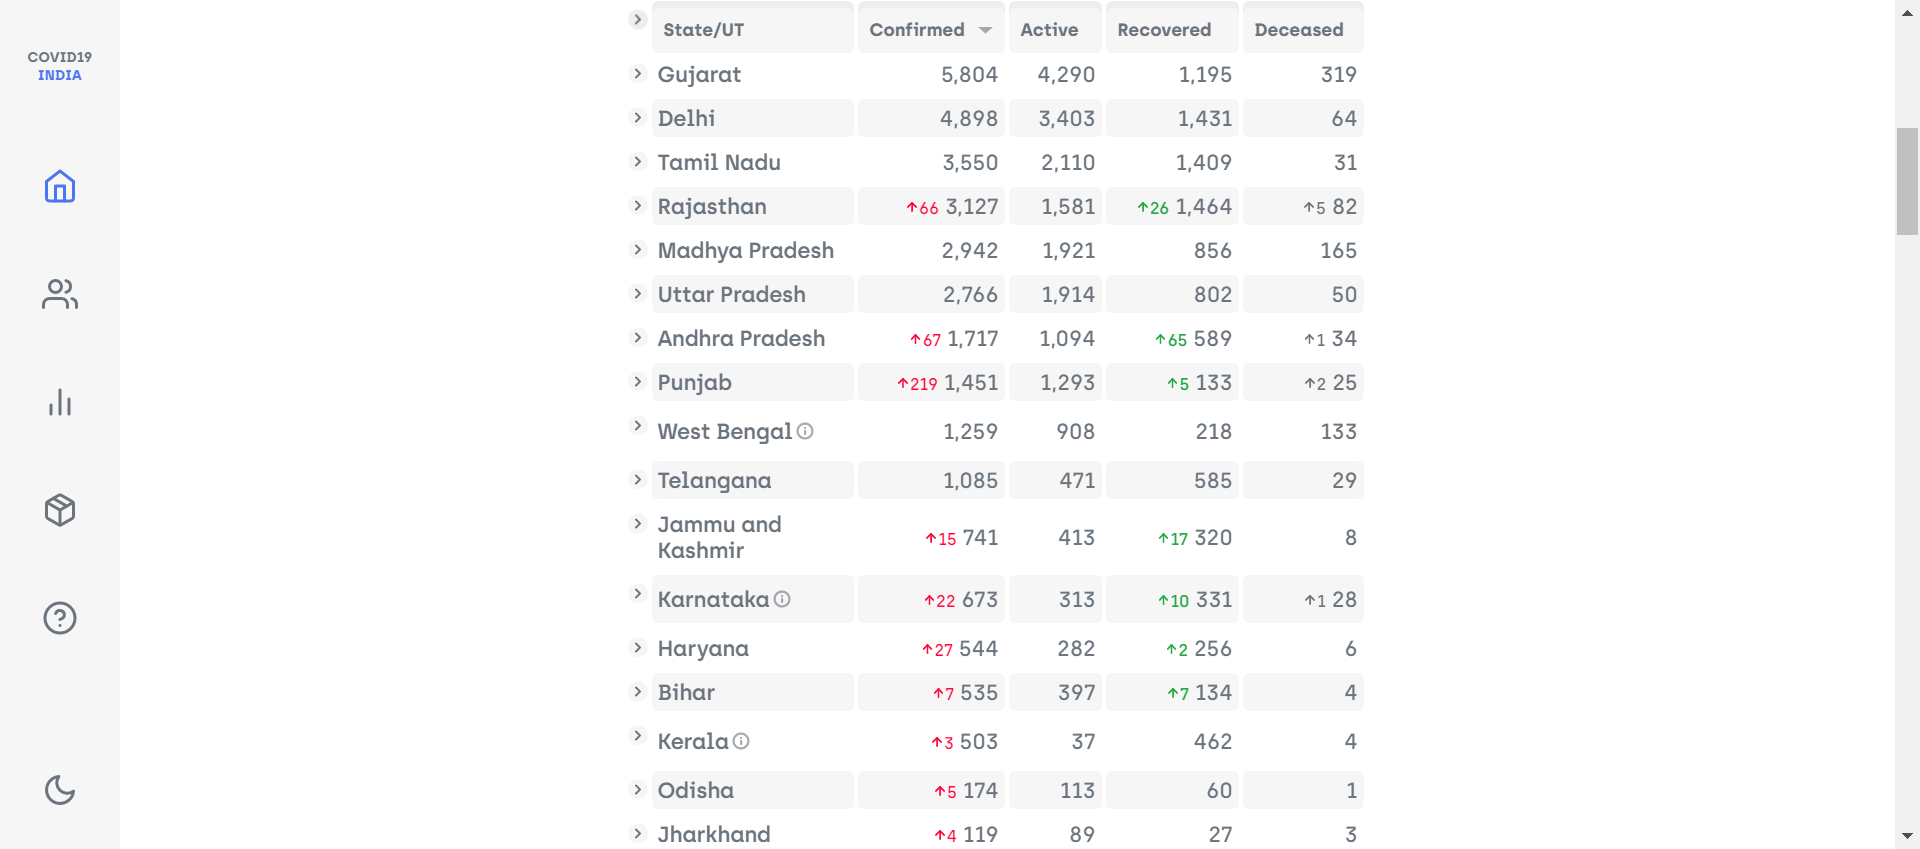 COVID19
INDIA
State/UT Confirmed Active Recovered Deceased
Gujarat 5,804 4,290 1,195 319
Delhi 4,898 3,403 1,431 64
Tamil Nadu 3,550 2,110 1,409 31
Rajasthan ↑66 3,127 1,581 ↑26 1,464 ↑5 82
Madhya Pradesh 2,942 1,921 856 165
Uttar Pradesh 2,766 1,914 802 50
Andhra Pradesh ↑67 1,717 1,094 ↑65 589 ↑1 34
Punjab ↑219 1,451 1,293 ↑5 133 ↑2 25
West Bengal 1,259 908 218 133
Telangana 1,085 471 585 29
Jammu and
Kashmir ↑15 741 413 ↑17 320 8
Karnataka ↑22 673 313 ↑10 331 ↑1 28
Haryana ↑27 544 282 ↑2 256 6
Bihar ↑7 535 397 ↑7 134 4
Kerala ↑3 503 37 462 4
Odisha ↑5 174 113 60 1
Jharkhand ↑4 119 89 27 3